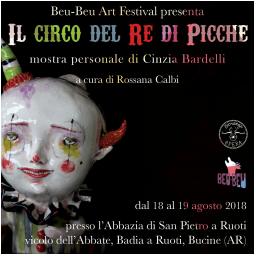 Beu-Beu Art Festival presenta
IL CIRCO DEL RE DI PICCHE
mostra personale di Cinzia Bardelli
a cura di Rossana Calbi
BEU-BEU
dal 18 al 19 agosto 2018
presso l'Abbazia di San Pietro a Ruoti
vicolo dell'Abbate, Badia a Ruoti, Bucine (AR)